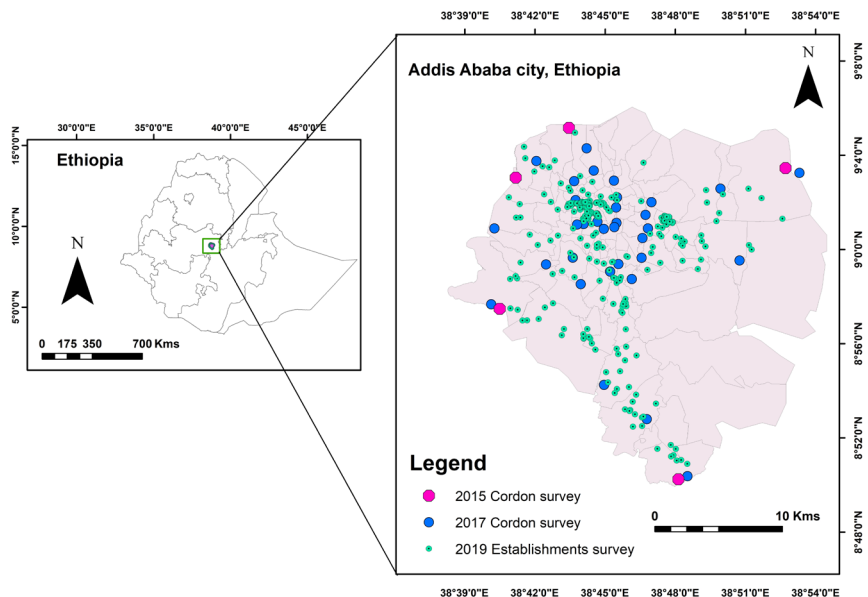 30°0'0"E 40°0'0"E 45°0'0"E
15°0'0"N
10°0'0"N
5°0'0"N
Ethiopia
N
0 175 350 700 Kms
38°39'0"E 38°42'0"E 38°45'0"E 38°48'0"E 38°51'0"E 38°54'0"E
Addis Ababa city, Ethiopia
N
9°8'0"N
9°4'0"N
9°0'0"N
8°56'0"N
8°52'0"N
8°48'0"N
Legend
2015 Cordon survey
2017 Cordon survey
2019 Establishments survey
0 10 Kms
38°39'0"E 38°42'0"E 38°45'0"E 38°48'0"E 38°51'0"E 38°54'0"E